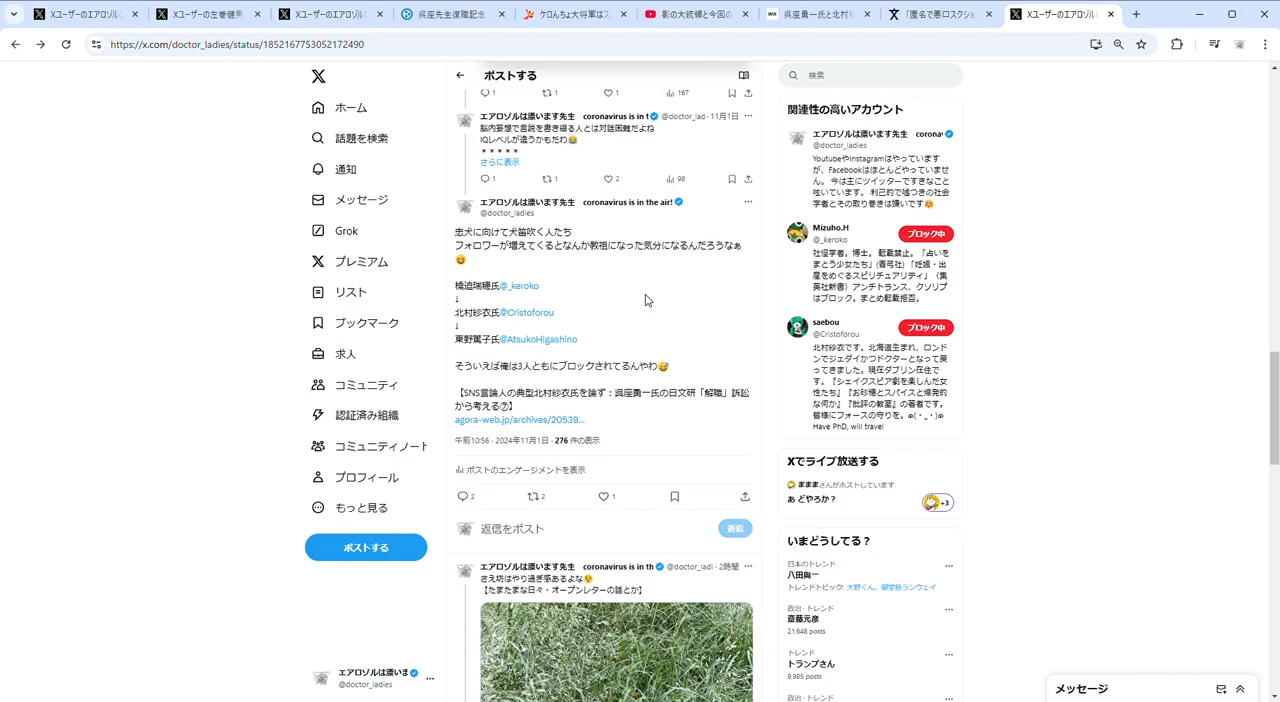 Xユーザーのエアロゾル
Xユーザーの左巻健男
Xユーザーのエアロゾル
呉座先生復職記念
ケロんちょ大将軍はス
影の大統領と今回の
呉座勇一氏と北村紗
「匿名で悪口スクショ
Xユーザーのエアロゾル
https://x.com/doctor_ladies/status/1852167753052172490
ホーム
話題を検索
通知
メッセージ
Grok
プレミアム
リスト
ブックマーク
求人
コミュニティ
認証済み組織
コミュニティノート
プロフィール
もっと見る
ポストする
エアロゾルは漂いま
@doctor_ladies
ポストする
1 1 1 167
エアロゾルは漂います先生 coronavirus is in t @doctor_lad · 11月1日
脳内妄想で言説を書き綴る人とは対話困難だよね
IQレベルが違うかもだわ😂
* * * * *
さらに表示
1 1 2 98
エアロゾルは漂います先生 coronavirus is in the air!
@doctor_ladies
忠犬に向けて犬笛吹く人たち
フォロワーが増えてくるとなんか教祖になった気分になるんだろうなぁ
😅
橋迫瑞穂氏@_keroko
↓
北村紗衣氏@Cristoforou
↓
東野篤子氏@AtsukoHigashino
そういえば俺は3人ともにブロックされてるんやわ😅
【SNS言論人の典型北村紗衣氏を論ず：呉座勇一氏の日文研「解職」訴訟
から考える⑦】
agora-web.jp/archives/20539...
午前10:56 · 2024年11月1日 · 276 件の表示
ポストのエンゲージメントを表示
2 2 1
返信をポスト
返信
エアロゾルは漂います先生 coronavirus is in th @doctor_ladi · 2時間
さえ坊はやり過ぎ感あるよな
【たまたまな日々・オープンレターの話とか】
検索
関連性の高いアカウント
エアロゾルは漂います先生 corona
@doctor_ladies
YoutubeやInstagramはやっています
が、Facebookはほとんどやっていませ
ん。 今は主にツイッターですきなこと
呟いています。 利己的で嘘つきの社会
学者とその取り巻きは嫌いです
Mizuho.H
@_keroko
ブロック中
社怪学者。博士。 転載禁止。『占いを
まとう少女たち』(青弓社) 『妊娠・出
産をめぐるスピリチュアリティ』（集
英社新書）アンチトランス、クソリプ
はブロック。まとめ転載拒否。
saebou
@Cristoforou
ブロック中
北村紗衣です。北海道生まれ、ロンド
ンでジェダイかつドクターとなって戻
ってきました。現在ダブリン在住で
す。『シェイクスピア劇を楽しんだ女
性たち』『お砂糖とスパイスと爆発的
な何か』『批評の教室』の著者です。
皆様にフォースの守りを。
Have PhD, will travel
Xでライブ放送する
ままま さんがホストしています
あ どやろか？
+3
いまどうしてる？
日本のトレンド
八田與一
トレンドトピック: 大野くん、御堂筋ランウェイ
政治 · トレンド
斎藤元彦
21,648 posts
トレンド
トランプさん
9,985 posts
政治 · トレンド
メッセージ